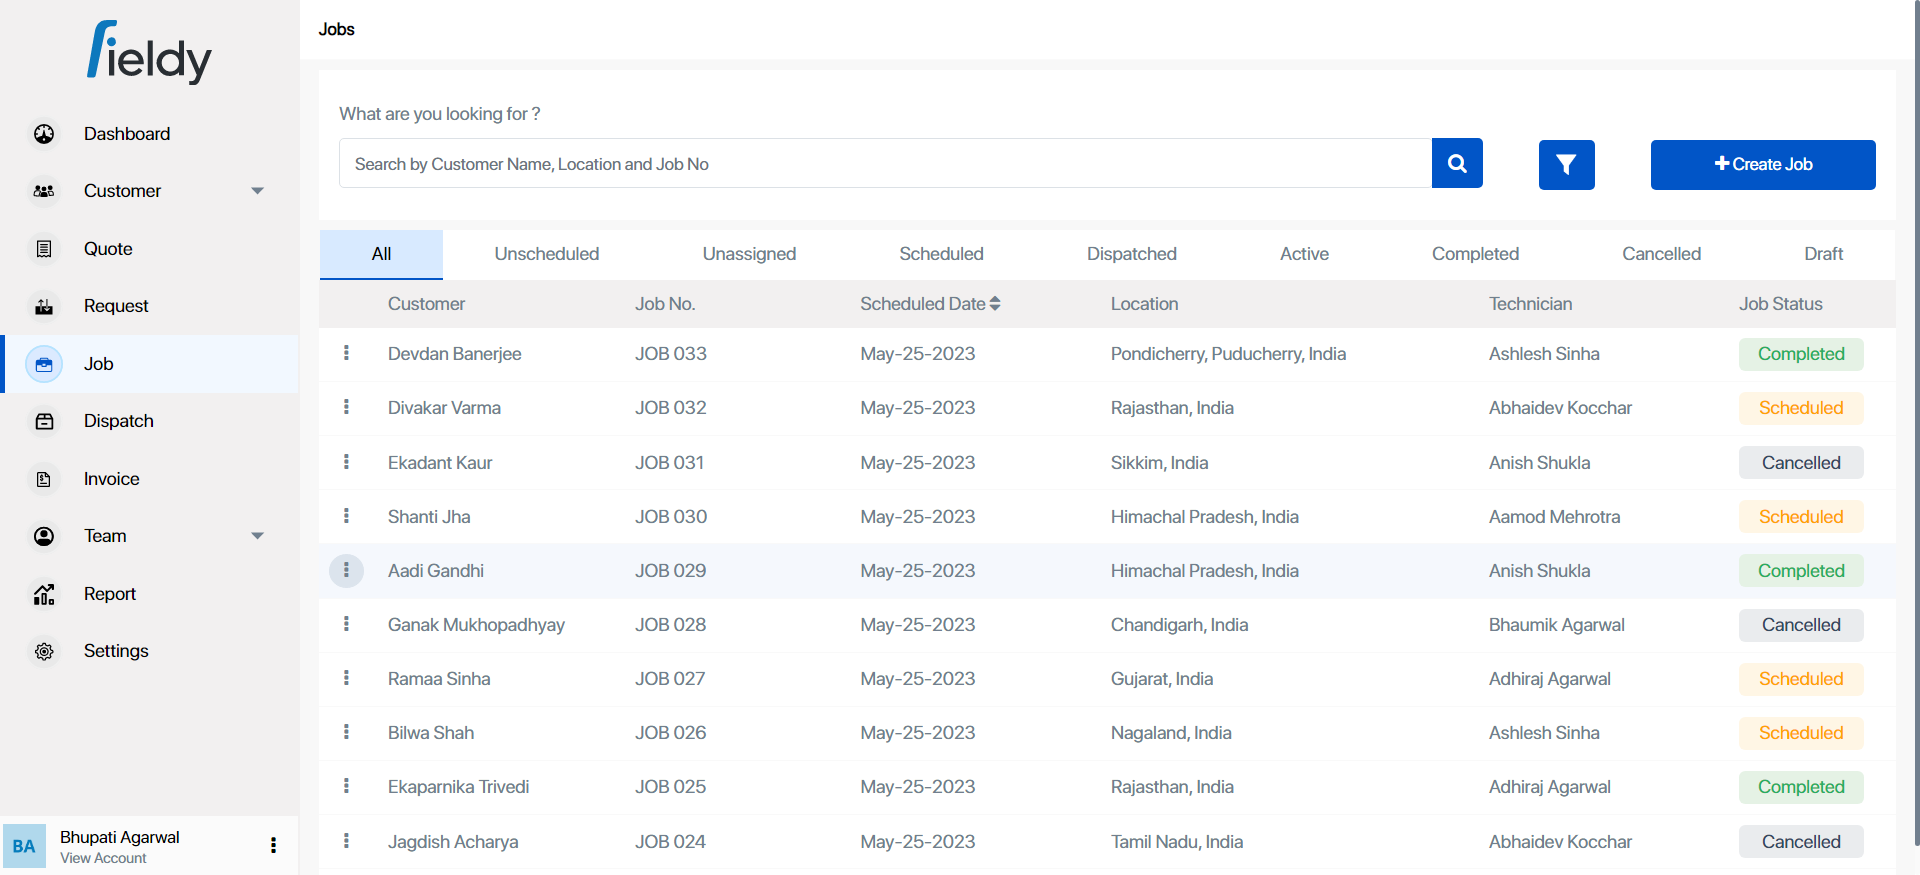 fieldy
Dashboard
Customer
Quote
Request
Job
Dispatch
Invoice
Team
Report
Settings
BA
Bhupati Agarwal
View Account
Jobs
What are you looking for ?
Search by Customer Name, Location and Job No
Create Job
All Unscheduled Unassigned Scheduled Dispatched Active Completed Cancelled Draft
Customer Job No. Scheduled Date Location Technician Job Status
Devdan Banerjee JOB 033 May-25-2023 Pondicherry, Puducherry, India Ashlesh Sinha Completed
Divakar Varma JOB 032 May-25-2023 Rajasthan, India Abhaidev Kocchar Scheduled
Ekadant Kaur JOB 031 May-25-2023 Sikkim, India Anish Shukla Cancelled
Shanti Jha JOB 030 May-25-2023 Himachal Pradesh, India Aamod Mehrotra Scheduled
Aadi Gandhi JOB 029 May-25-2023 Himachal Pradesh, India Anish Shukla Completed
Ganak Mukhopadhyay JOB 028 May-25-2023 Chandigarh, India Bhaumik Agarwal Cancelled
Ramaa Sinha JOB 027 May-25-2023 Gujarat, India Adhiraj Agarwal Scheduled
Bilwa Shah JOB 026 May-25-2023 Nagaland, India Ashlesh Sinha Scheduled
Ekaparnika Trivedi JOB 025 May-25-2023 Rajasthan, India Adhiraj Agarwal Completed
Jagdish Acharya JOB 024 May-25-2023 Tamil Nadu, India Abhaidev Kocchar Cancelled